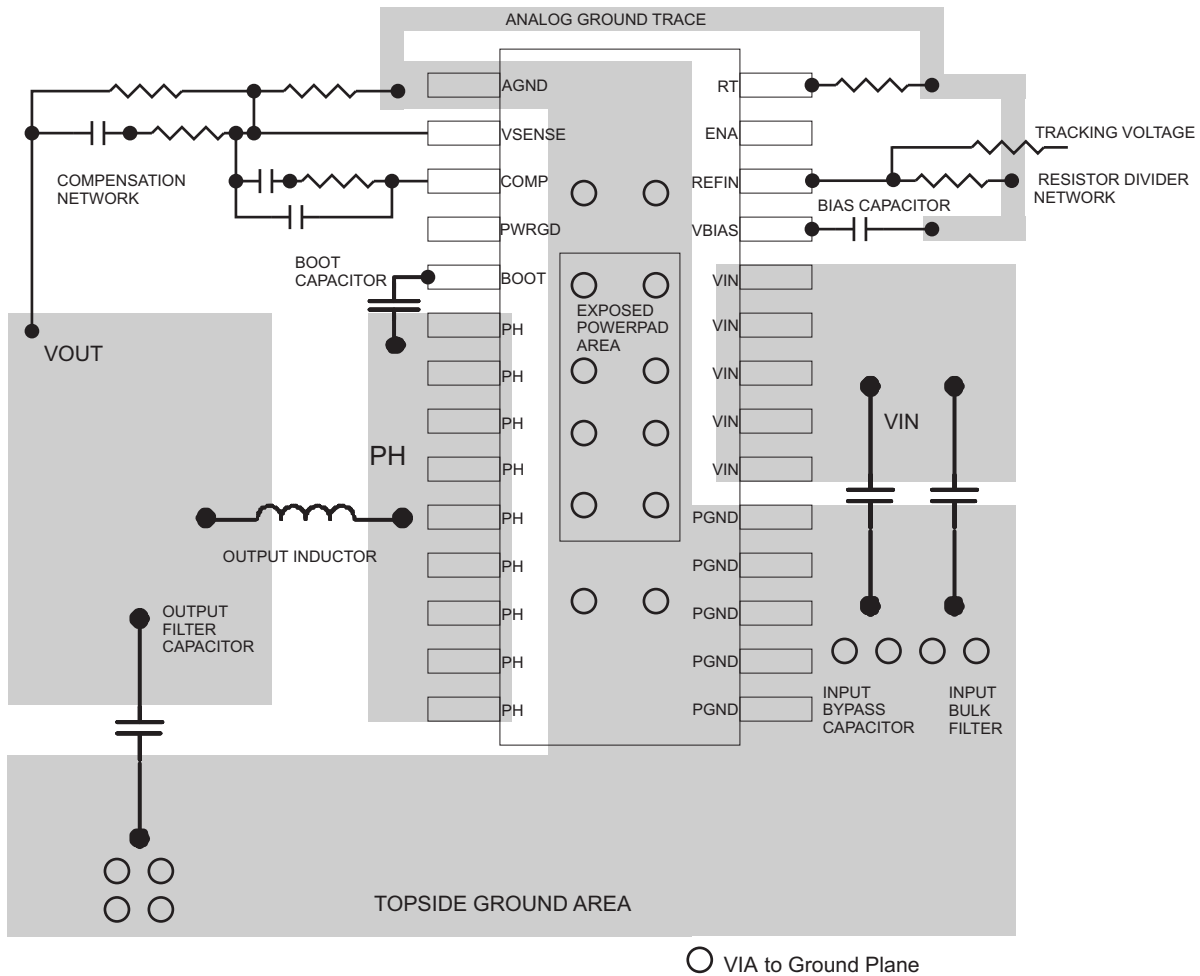 ANALOG GROUND TRACE
AGND
RT
VSENSE
ENA
TRACKING VOLTAGE
COMPENSATION
NETWORK
COMP
REFIN
RESISTOR DIVIDER
NETWORK
BIAS CAPACITOR
PWRGD
VBIAS
BOOT
CAPACITOR
BOOT
VIN
EXPOSED
POWERPAD
AREA
PH
VIN
VOUT
PH
VIN
PH
VIN
VIN
PH
PH
VIN
PH
PGND
OUTPUT INDUCTOR
PH
PGND
OUTPUT
FILTER
CAPACITOR
PH
PGND
PH
PGND
INPUT
BYPASS
CAPACITOR
INPUT
BULK
FILTER
PH
PGND
TOPSIDE GROUND AREA
VIA to Ground Plane